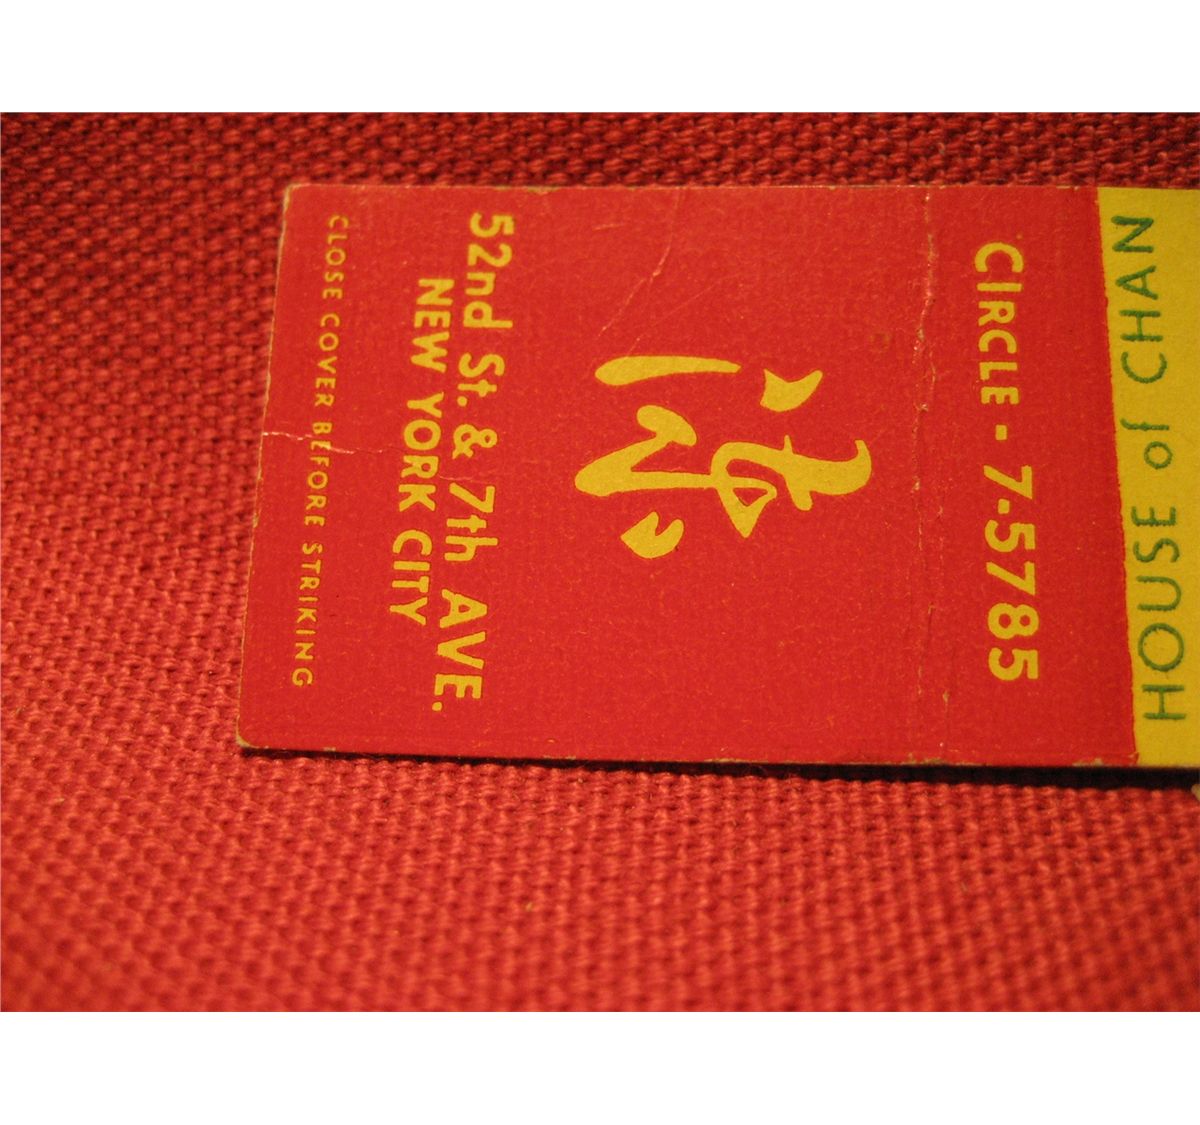 HOUSE of CHAN
CIRCLE - 7-5785
52nd St. & 7th AVE.
NEW YORK CITY
CLOSE COVER BEFORE STRIKING